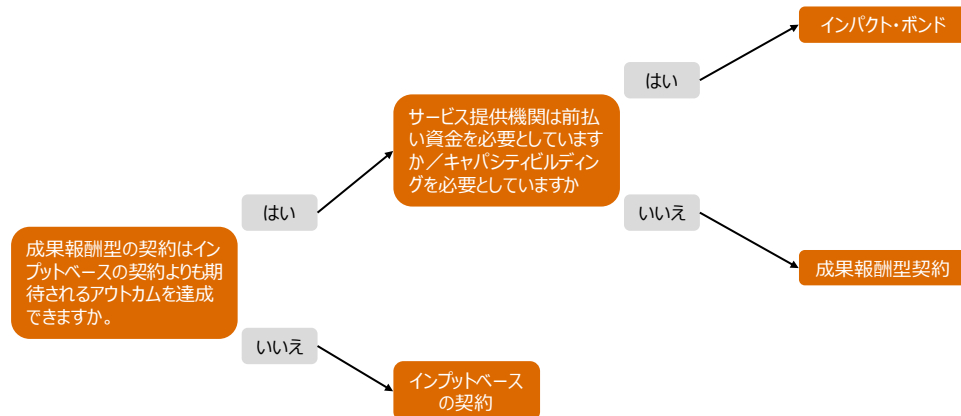 インパクト・ボンド
はい
サービス提供機関は前払
い資金を必要としています
か／キャパシティビルディン
グを必要としていますか
はい
いいえ
成果報酬型の契約はイン
プットベースの契約よりも期
待されるアウトカムを達成
できますか。
成果報酬型契約
いいえ
インプットベース
の契約